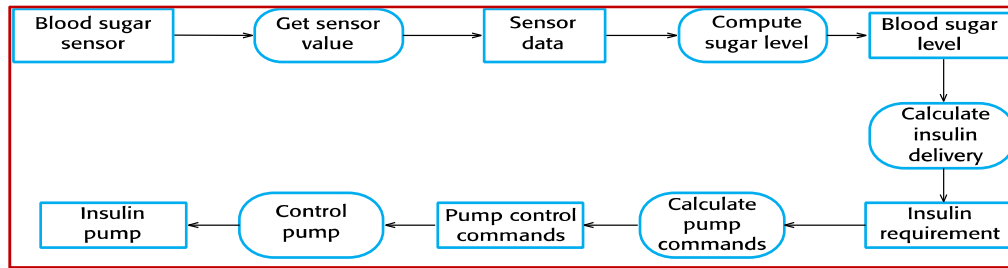 Blood sugar
sensor
Get sensor
value
Sensor
data
Compute
sugar level
Blood sugar
level
Calculate
insulin
delivery
Insulin
requirement
Calculate
pump
commands
Pump control
commands
Control
pump
Insulin
pump